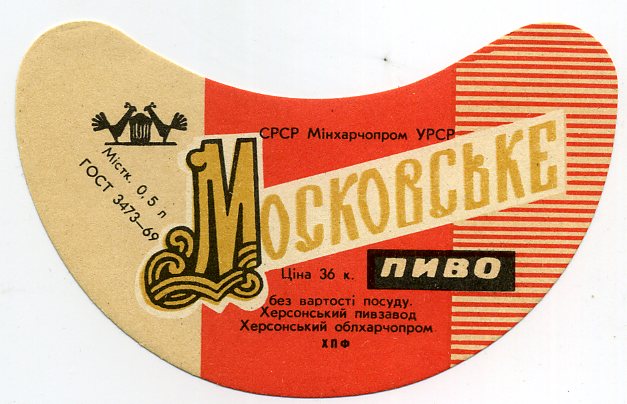 СРСР Мінхарчопром УРСР
Містк. 0,5 л
ГОСТ 3473—69
Московське
ПИВО
Ціна 36 к.
без вартості посуду.
Херсонський пивзавод
Херсонський облхарчопром
ХПФ